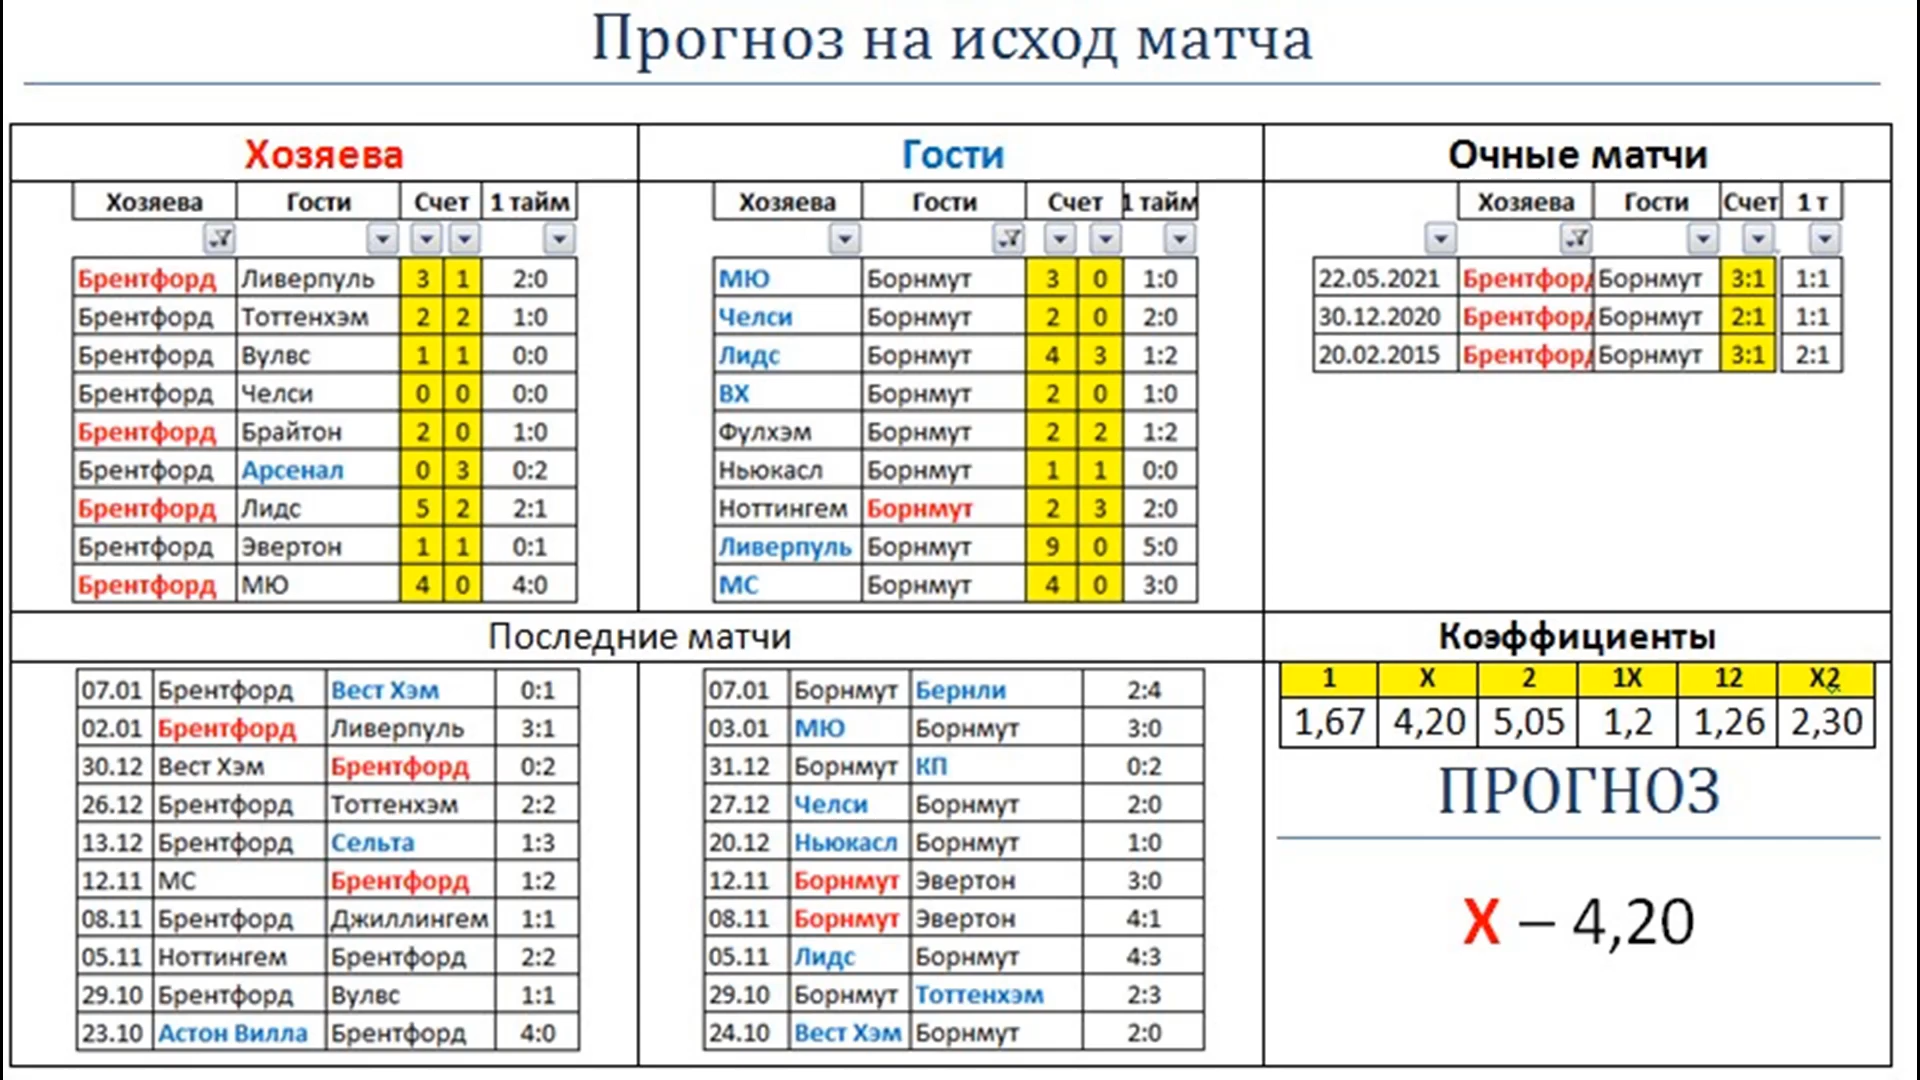 Прогноз на исход матча
Хозяева
Хозяева Гости Счет 1 тайм
Брентфорд Ливерпуль 3 1 2:0
Брентфорд Тоттенхэм 2 2 1:0
Брентфорд Вулвс 1 1 0:0
Брентфорд Челси 0 0 0:0
Брентфорд Брайтон 2 0 1:0
Брентфорд Арсенал 0 3 0:2
Брентфорд Лидс 5 2 2:1
Брентфорд Эвертон 1 1 0:1
Брентфорд МЮ 4 0 4:0
Гости
Хозяева Гости Счет 1 тайм
МЮ Борнмут 3 0 1:0
Челси Борнмут 2 0 2:0
Лидс Борнмут 4 3 1:2
ВХ Борнмут 2 0 1:0
Фулхэм Борнмут 2 2 1:2
Ньюкасл Борнмут 1 1 0:0
Ноттингем Борнмут 2 3 2:0
Ливерпуль Борнмут 9 0 5:0
МС Борнмут 4 0 3:0
Очные матчи
Хозяева Гости Счет 1 т
22.05.2021 Брентфорд Борнмут 3:1 1:1
30.12.2020 Брентфорд Борнмут 2:1 1:1
20.02.2015 Брентфорд Борнмут 3:1 2:1
Последние матчи
07.01 Брентфорд Вест Хэм 0:1
02.01 Брентфорд Ливерпуль 3:1
30.12 Вест Хэм Брентфорд 0:2
26.12 Брентфорд Тоттенхэм 2:2
13.12 Брентфорд Сельта 1:3
12.11 МС Брентфорд 1:2
08.11 Брентфорд Джиллингем 1:1
05.11 Ноттингем Брентфорд 2:2
29.10 Брентфорд Вулвс 1:1
23.10 Астон Вилла Брентфорд 4:0
07.01 Борнмут Бернли 2:4
03.01 МЮ Борнмут 3:0
31.12 Борнмут КП 0:2
27.12 Челси Борнмут 2:0
20.12 Ньюкасл Борнмут 1:0
12.11 Борнмут Эвертон 3:0
08.11 Борнмут Эвертон 4:1
05.11 Лидс Борнмут 4:3
29.10 Борнмут Тоттенхэм 2:3
24.10 Вест Хэм Борнмут 2:0
Коэффициенты
1 X 2 1X 12 X2
1,67 4,20 5,05 1,2 1,26 2,30
ПРОГНОЗ
X – 4,20